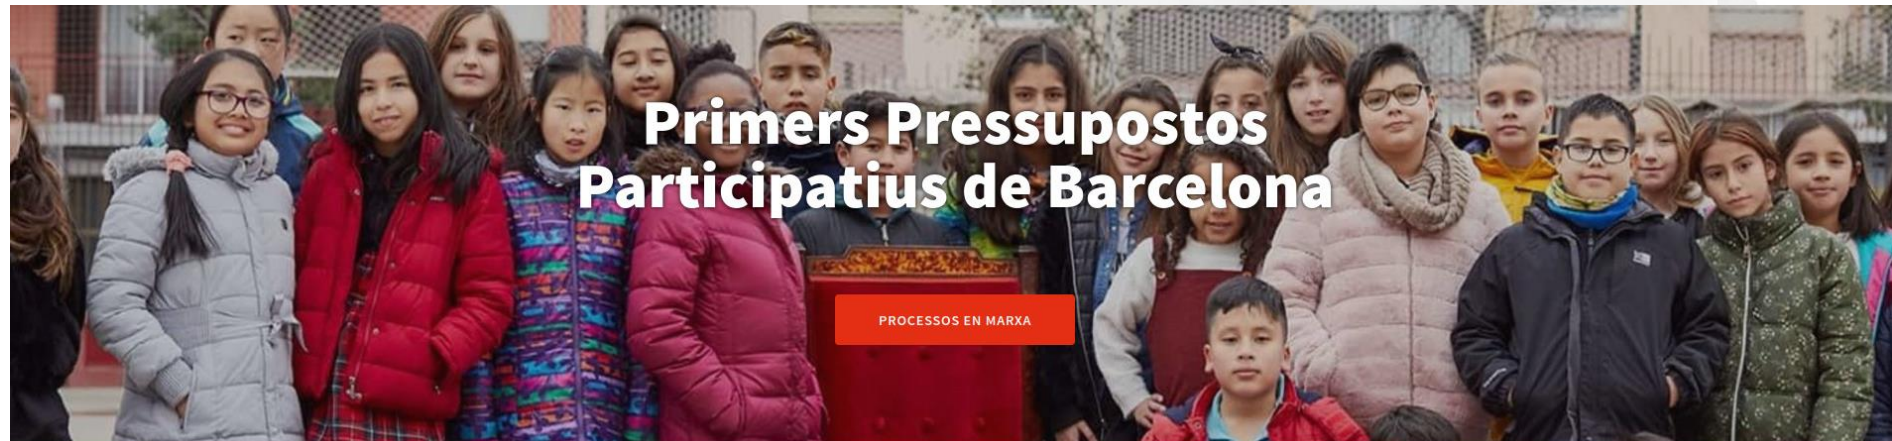 Primers Pressupostos
Participatius de Barcelona
PROCESSOS EN MARXA